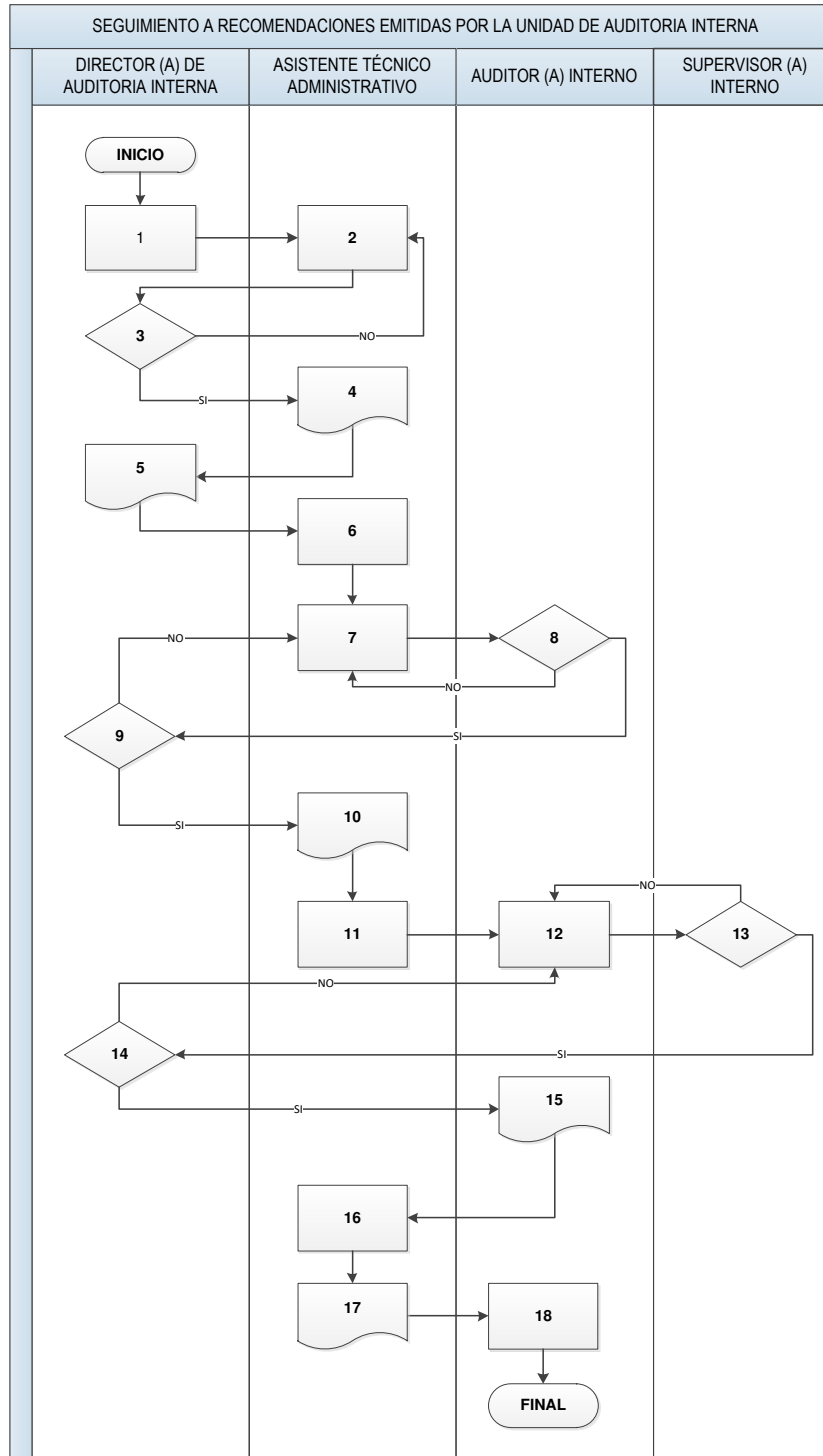 SEGUIMIENTO A RECOMENDACIONES EMITIDAS POR LA UNIDAD DE AUDITORIA INTERNA
DIRECTOR (A) DE
AUDITORIA INTERNA
ASISTENTE TÉCNICO
ADMINISTRATIVO
AUDITOR (A) INTERNO
SUPERVISOR (A)
INTERNO
INICIO
1
2
3
NO
SI
4
5
6
7
8
NO
NO
9
SI
SI
10
11
12
13
NO
NO
14
SI
SI
15
16
17
18
FINAL